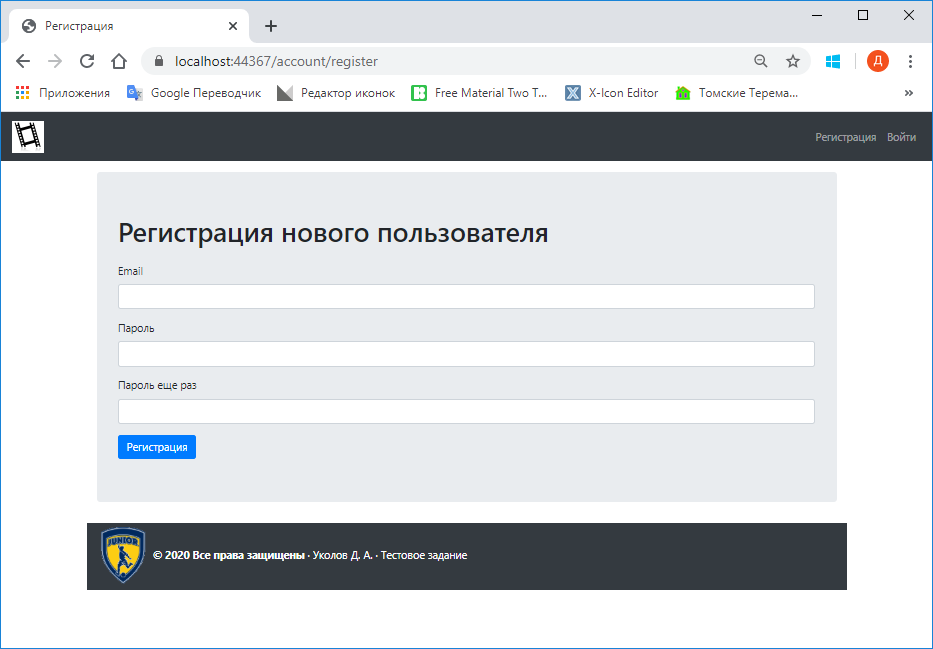 Регистрация
localhost:44367/account/register
Д
Приложения Google Переводчик Редактор иконок Free Material Two T... X-Icon Editor Томские Терема...
Регистрация Войти
Регистрация нового пользователя
Email
Пароль
Пароль еще раз
Регистрация
JUNIOR
© 2020 Все права защищены · Уколов Д. А. · Тестовое задание